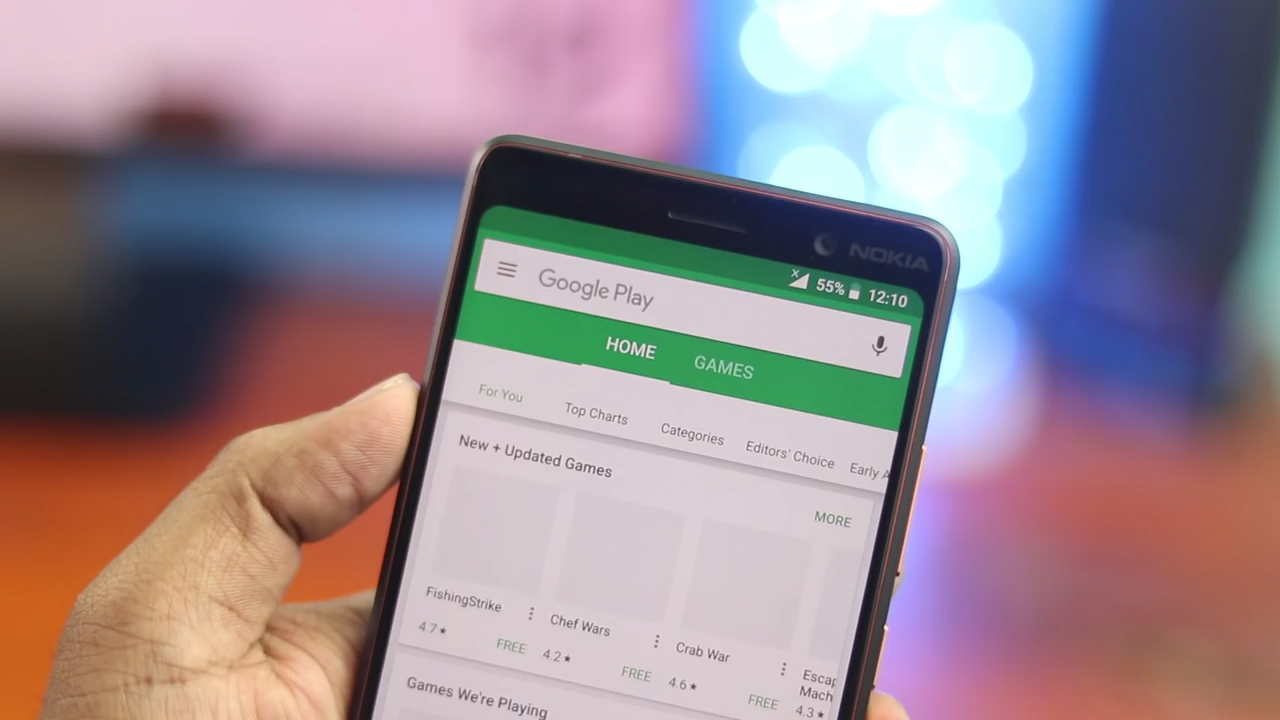 NOKIA
x 55% 12:10
Google Play
HOME GAMES
For You Top Charts Categories Editors' Choice Early A
New + Updated Games
MORE
FishingStrike Chef Wars Crab War Escap
Mach
4.7★ FREE 4.2★ FREE 4.6★ FREE 4.3★
Games We're Playing